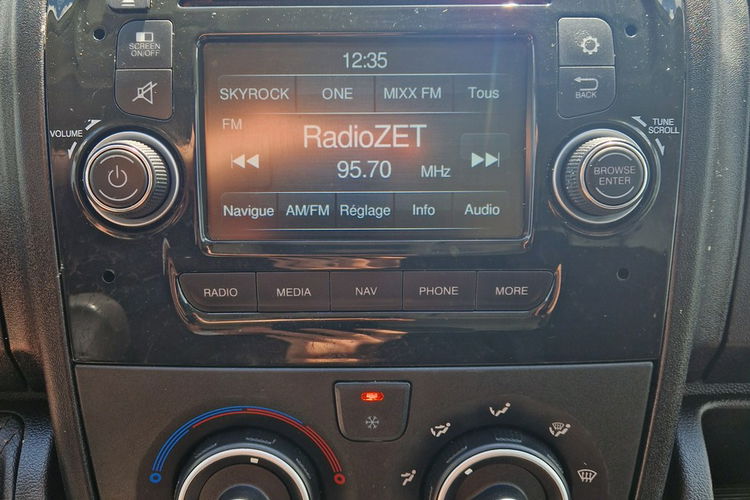 SCREEN
ON/OFF
VOLUME
12:35
SKYROCK ONE MIXX FM Tous
FM
RadioZET
95.70 MHz
Navigue AM/FM Réglage Info Audio
BACK
TUNE
SCROLL
BROWSE
ENTER
RADIO MEDIA NAV PHONE MORE